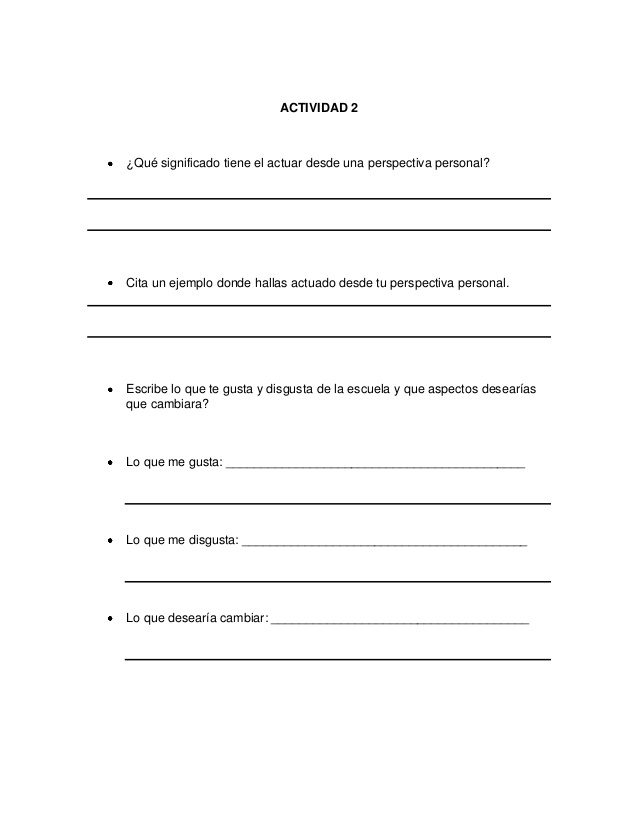 ACTIVIDAD 2
• ¿Qué significado tiene el actuar desde una perspectiva personal?
• Cita un ejemplo donde hallas actuado desde tu perspectiva personal.
• Escribe lo que te gusta y disgusta de la escuela y que aspectos desearías
que cambiara?
• Lo que me gusta: ___________________________________________
• Lo que me disgusta: _________________________________________
• Lo que desearía cambiar: _____________________________________